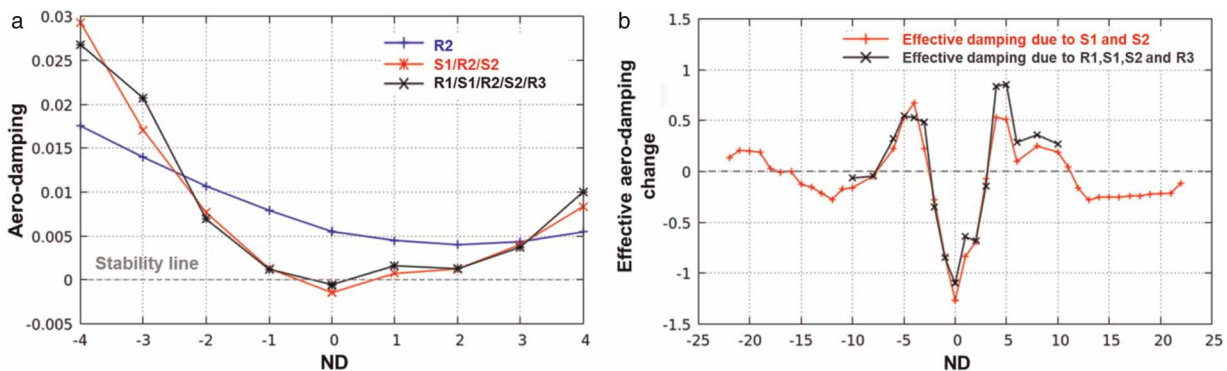 a
0.03
0.025
0.02
0.015
0.01
0.005
0
-0.005
Aero-damping
R2
S1/R2/S2
R1/S1/R2/S2/R3
Stability line
-4
-3
-2
-1
0
1
2
3
4
ND
b
1.5
1
0.5
0
-0.5
-1
-1.5
Effective aero-damping
change
Effective damping due to S1 and S2
Effective damping due to R1,S1,S2 and R3
-25
-20
-15
-10
-5
0
5
10
15
20
25
ND